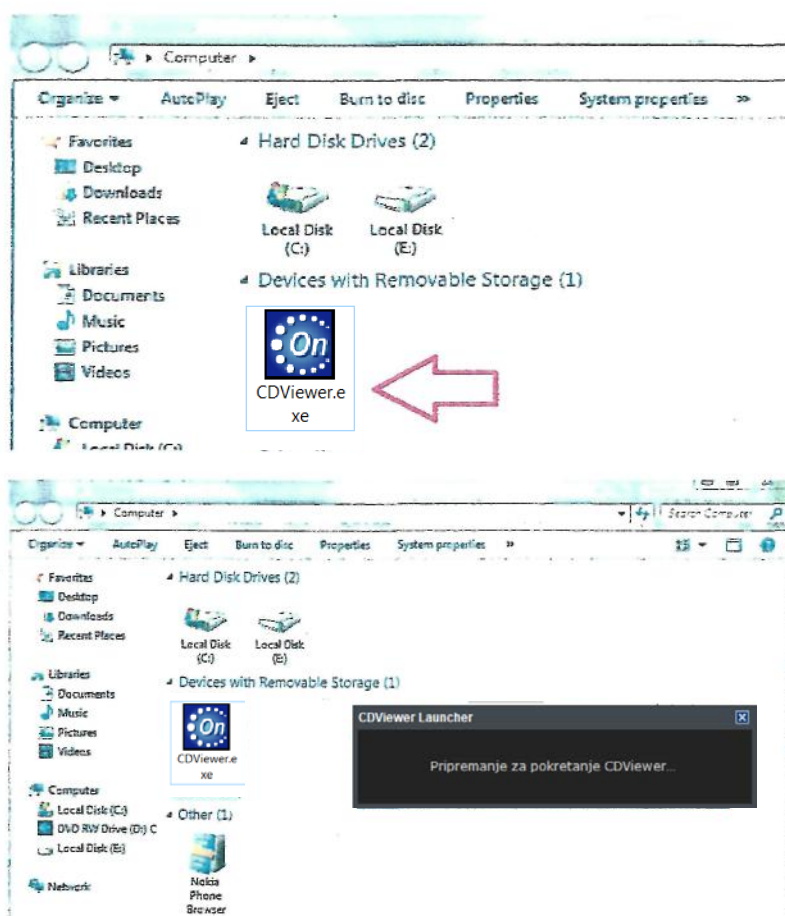 Computer
Organize AutoPlay Eject Burn to disc Properties System properties »
Favorites
Desktop
Downloads
Recent Places
Libraries
Documents
Music
Pictures
Videos
Computer
Local Disk (C:)
Hard Disk Drives (2)
Local Disk
(C:)
Local Disk
(E:)
Devices with Removable Storage (1)
On
CDViewer.e
xe
Computer
Search Computer
Organize AutoPlay Eject Burn to disc Properties System properties »
Favorites
Desktop
Downloads
Recent Places
Libraries
Documents
Music
Pictures
Videos
Computer
Local Disk (C:)
DVD RW Drive (D:) C
Local Disk (E:)
Network
Hard Disk Drives (2)
Local Disk
(C:)
Local Disk
(E:)
Devices with Removable Storage (1)
On
CDViewer.e
xe
Other (1)
Nokia
Phone
Browser
CDViewer Launcher
Pripremanje za pokretanje CDViewer...